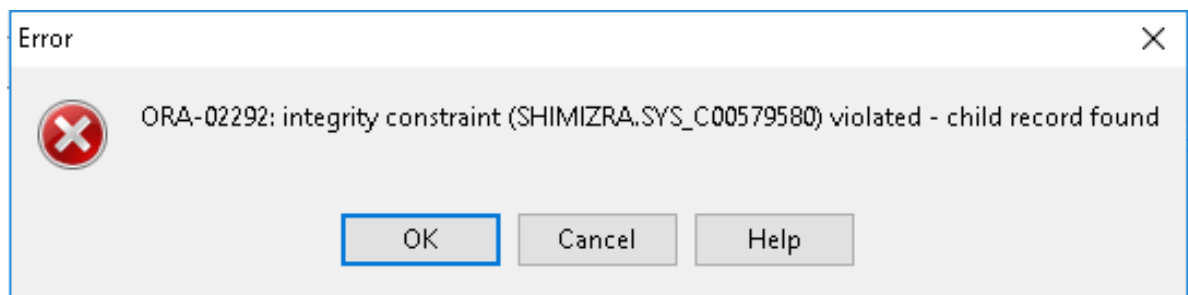 Error
ORA-02292: integrity constraint (SHIMIZRA.SYS_C00579580) violated - child record found
OK
Cancel
Help